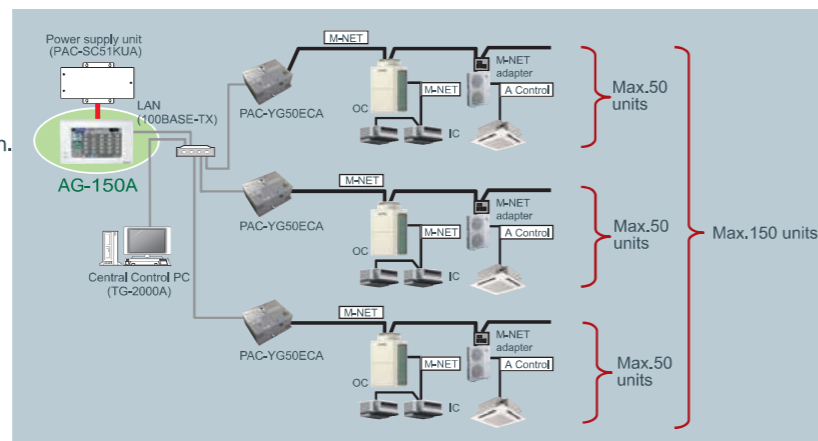 Power supply unit
(PAC-SC51KUA)
LAN
(100BASE-TX)
n.
AG-150A
Central Control PC
(TG-2000A)
PAC-YG50ECA
M-NET
OC
M-NET
IC
M-NET
adapter
A Control
Max.50
units
PAC-YG50ECA
M-NET
OC
M-NET
IC
M-NET
adapter
A Control
Max.50
units
Max.150 units
PAC-YG50ECA
M-NET
OC
M-NET
IC
M-NET
adapter
A Control
Max.50
units